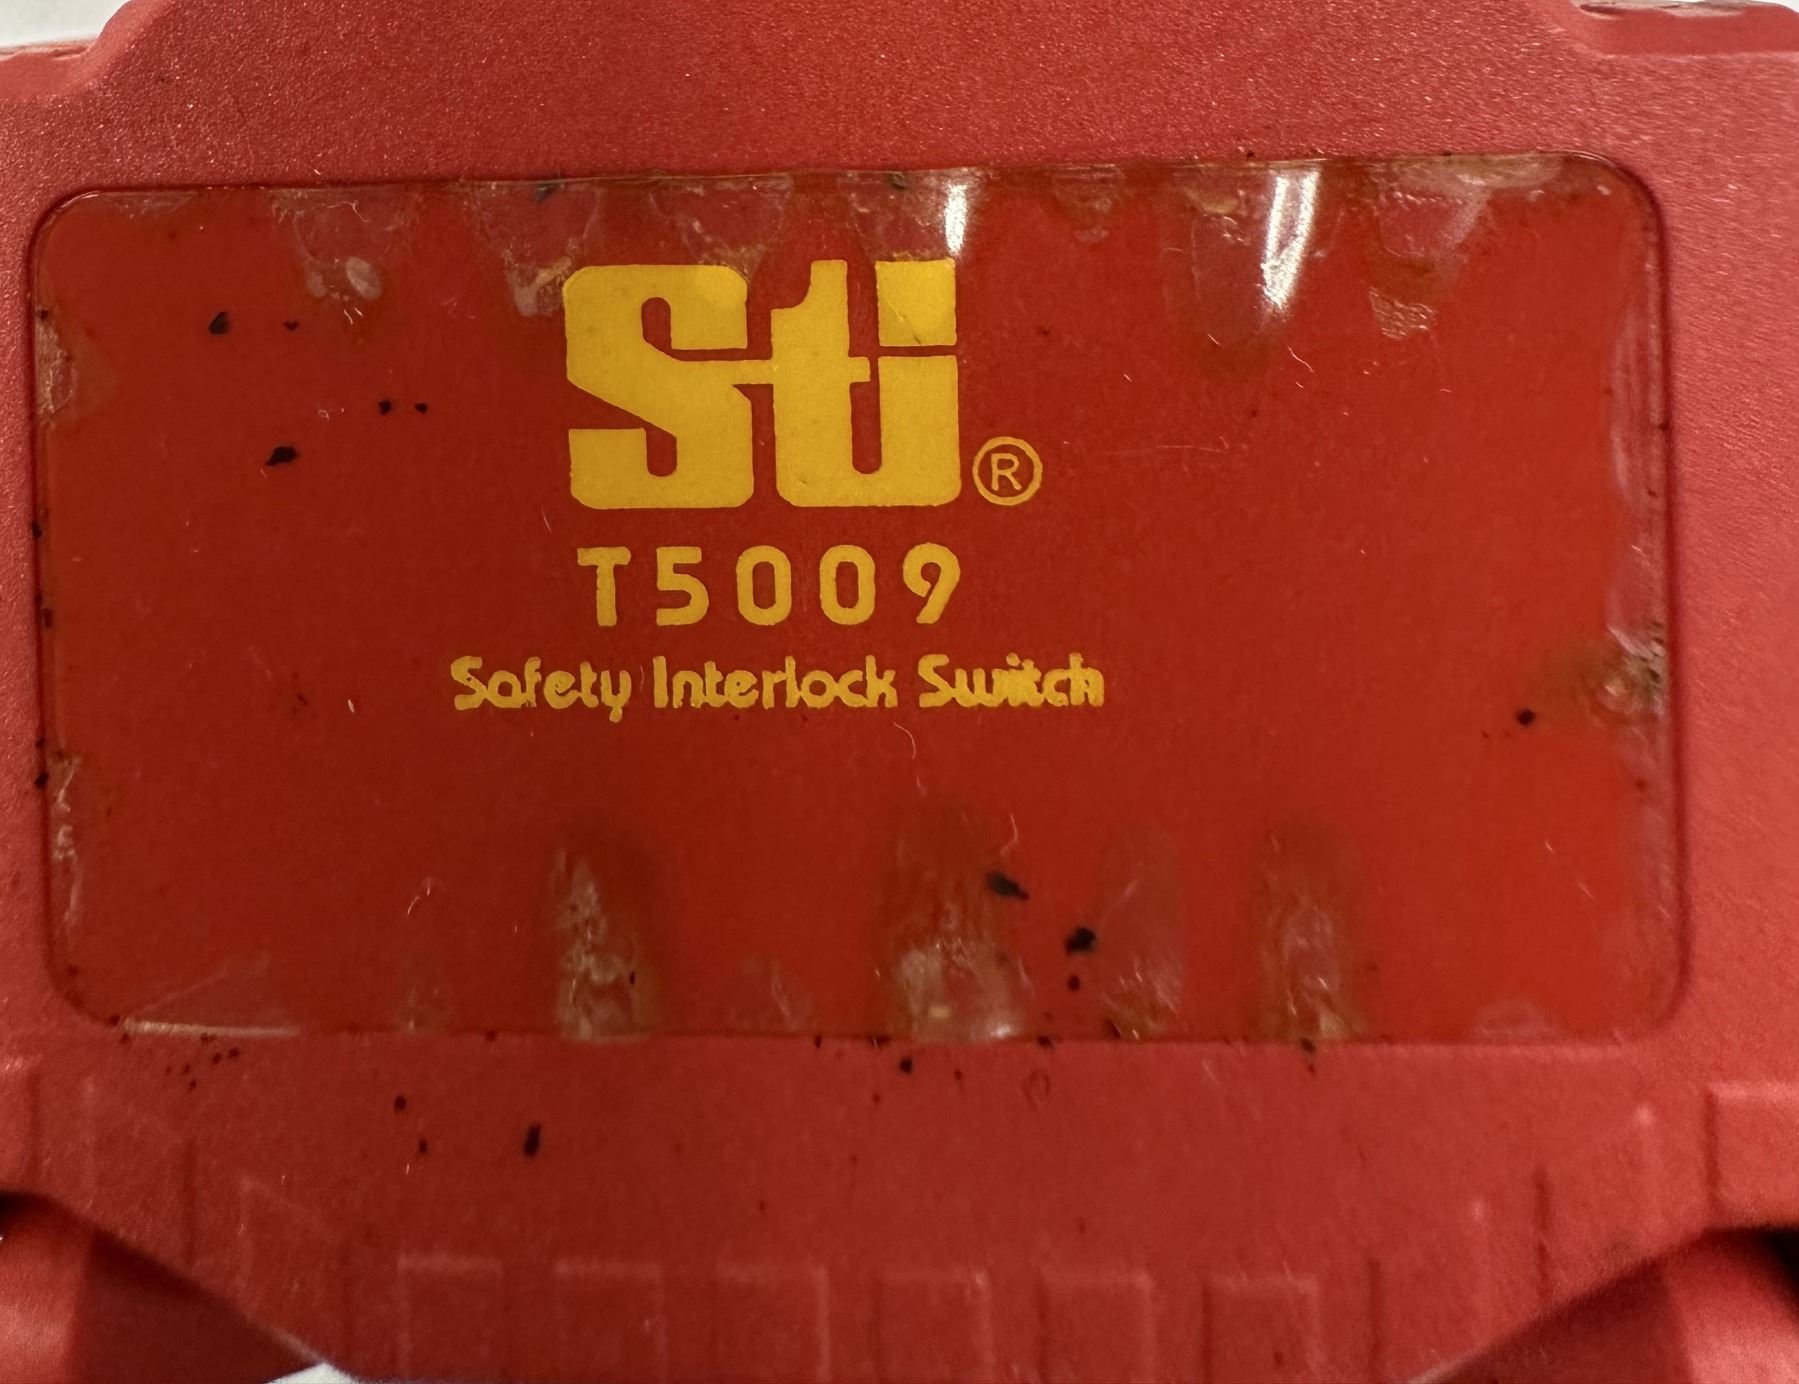 Sti®
T5009
Safety Interlock Switch